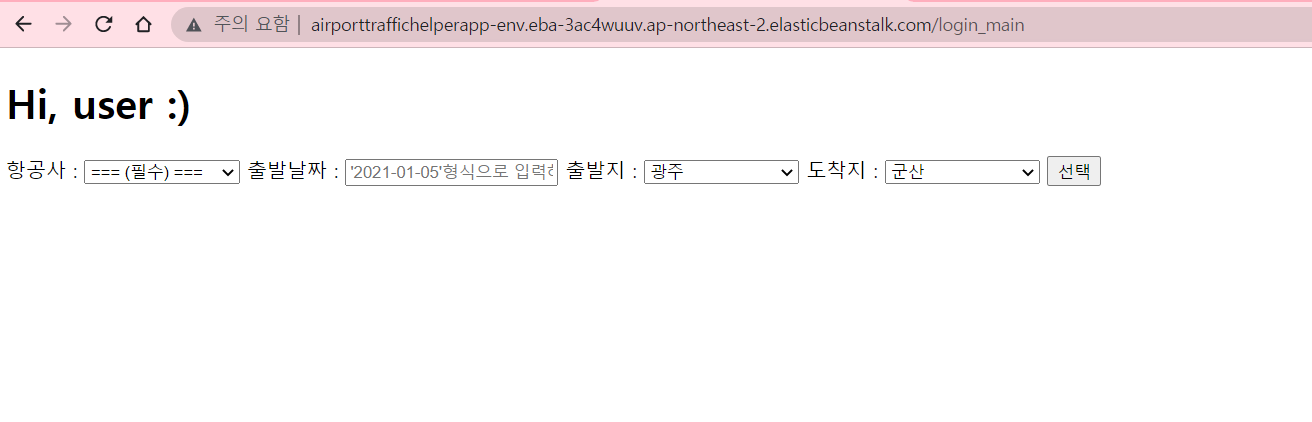 주의 요함 | airporttraffichelperapp-env.eba-3ac4wuuv.ap-northeast-2.elasticbeanstalk.com/login_main
Hi, user :)
항공사 : === (필수) === 출발날짜 : '2021-01-05'형식으로 출발지 : 광주 도착지 : 군산 선택